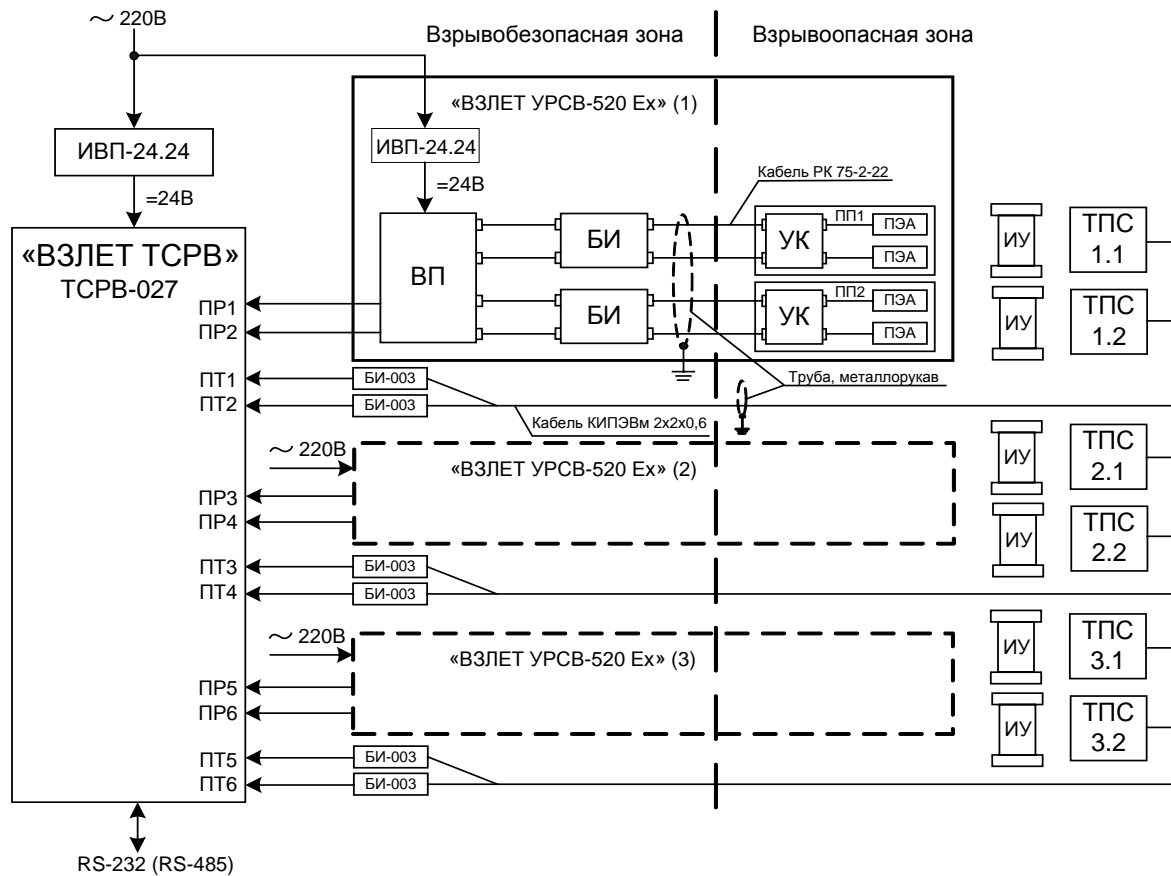 ~ 220В
Взрывобезопасная зона
Взрывоопасная зона
«ВЗЛЕТ УРСВ-520 Ех» (1)
ИВП-24.24
ИВП-24.24
Кабель РК 75-2-22
=24В
=24В
«ВЗЛЕТ ТСРВ»
ТСРВ-027
ВП
БИ
УК
ПП1
ПЭА
ПЭА
ИУ
ТПС
1.1
ПР1
ПР2
БИ
УК
ПП2
ПЭА
ПЭА
ИУ
ТПС
1.2
ПТ1
БИ-003
Труба, металлорукав
ПТ2
БИ-003
Кабель КИПЭВм 2х2х0,6
~ 220В
«ВЗЛЕТ УРСВ-520 Ех» (2)
ИУ
ТПС
2.1
ПР3
ПР4
ИУ
ТПС
2.2
ПТ3
БИ-003
ПТ4
БИ-003
~ 220В
«ВЗЛЕТ УРСВ-520 Ех» (3)
ИУ
ТПС
3.1
ПР5
ПР6
ИУ
ТПС
3.2
ПТ5
БИ-003
ПТ6
БИ-003
RS-232 (RS-485)